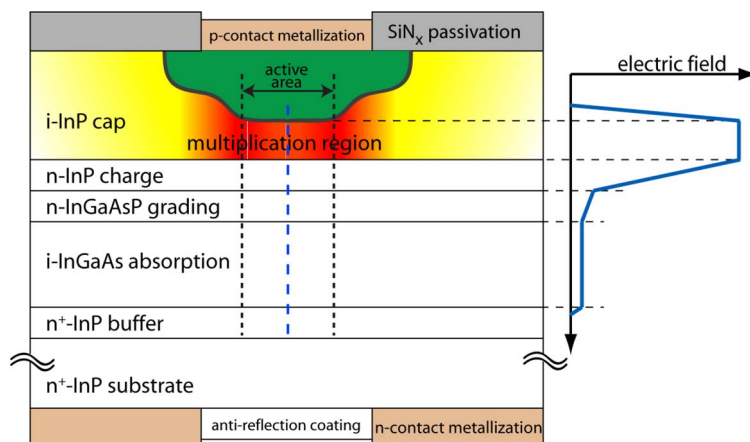 p-contact metallization
SiNx passivation
electric field
active
area
i-InP cap
multiplication region
n-InP charge
n-InGaAsP grading
i-InGaAs absorption
n+-InP buffer
n+-InP substrate
anti-reflection coating
n-contact metallization